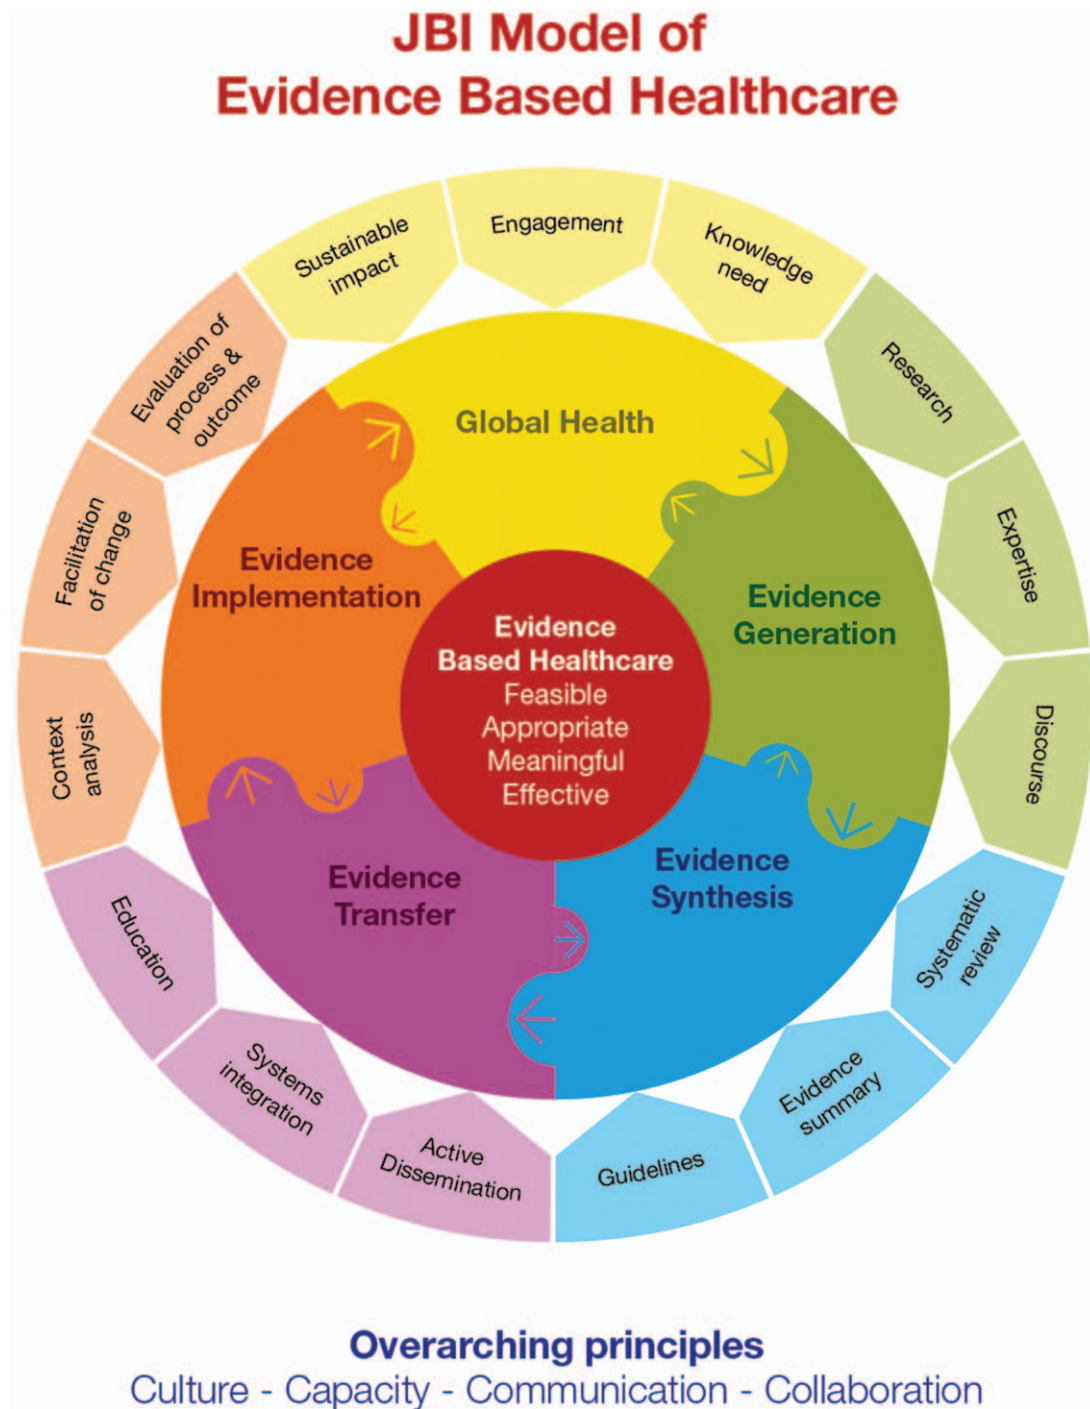 JBI Model of
Evidence Based Healthcare
Sustainable
impact
Engagement
Knowledge
need
Evaluation of
process &
outcome
Research
Global Health
Facilitation
of change
Expertise
Evidence
Implementation
Evidence
Generation
Evidence
Based Healthcare
Feasible
Appropriate
Meaningful
Effective
Context
analysis
Discourse
Evidence
Transfer
Evidence
Synthesis
Education
Systematic
review
Systems
integration
Evidence
summary
Active
Dissemination
Guidelines
Overarching principles
Culture - Capacity - Communication - Collaboration